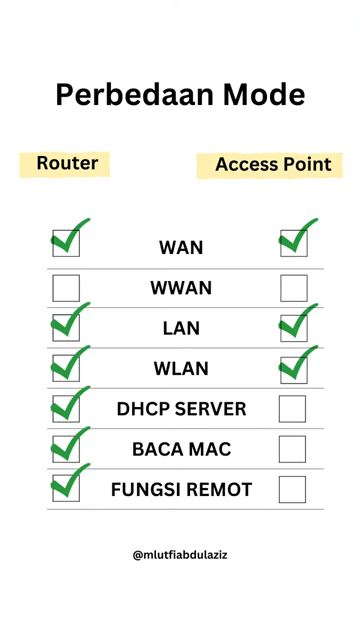 Perbedaan Mode
Router
Access Point
WAN
WWAN
LAN
WLAN
DHCP SERVER
BACA MAC
FUNGSI REMOT
@mlutfiabdulaziz